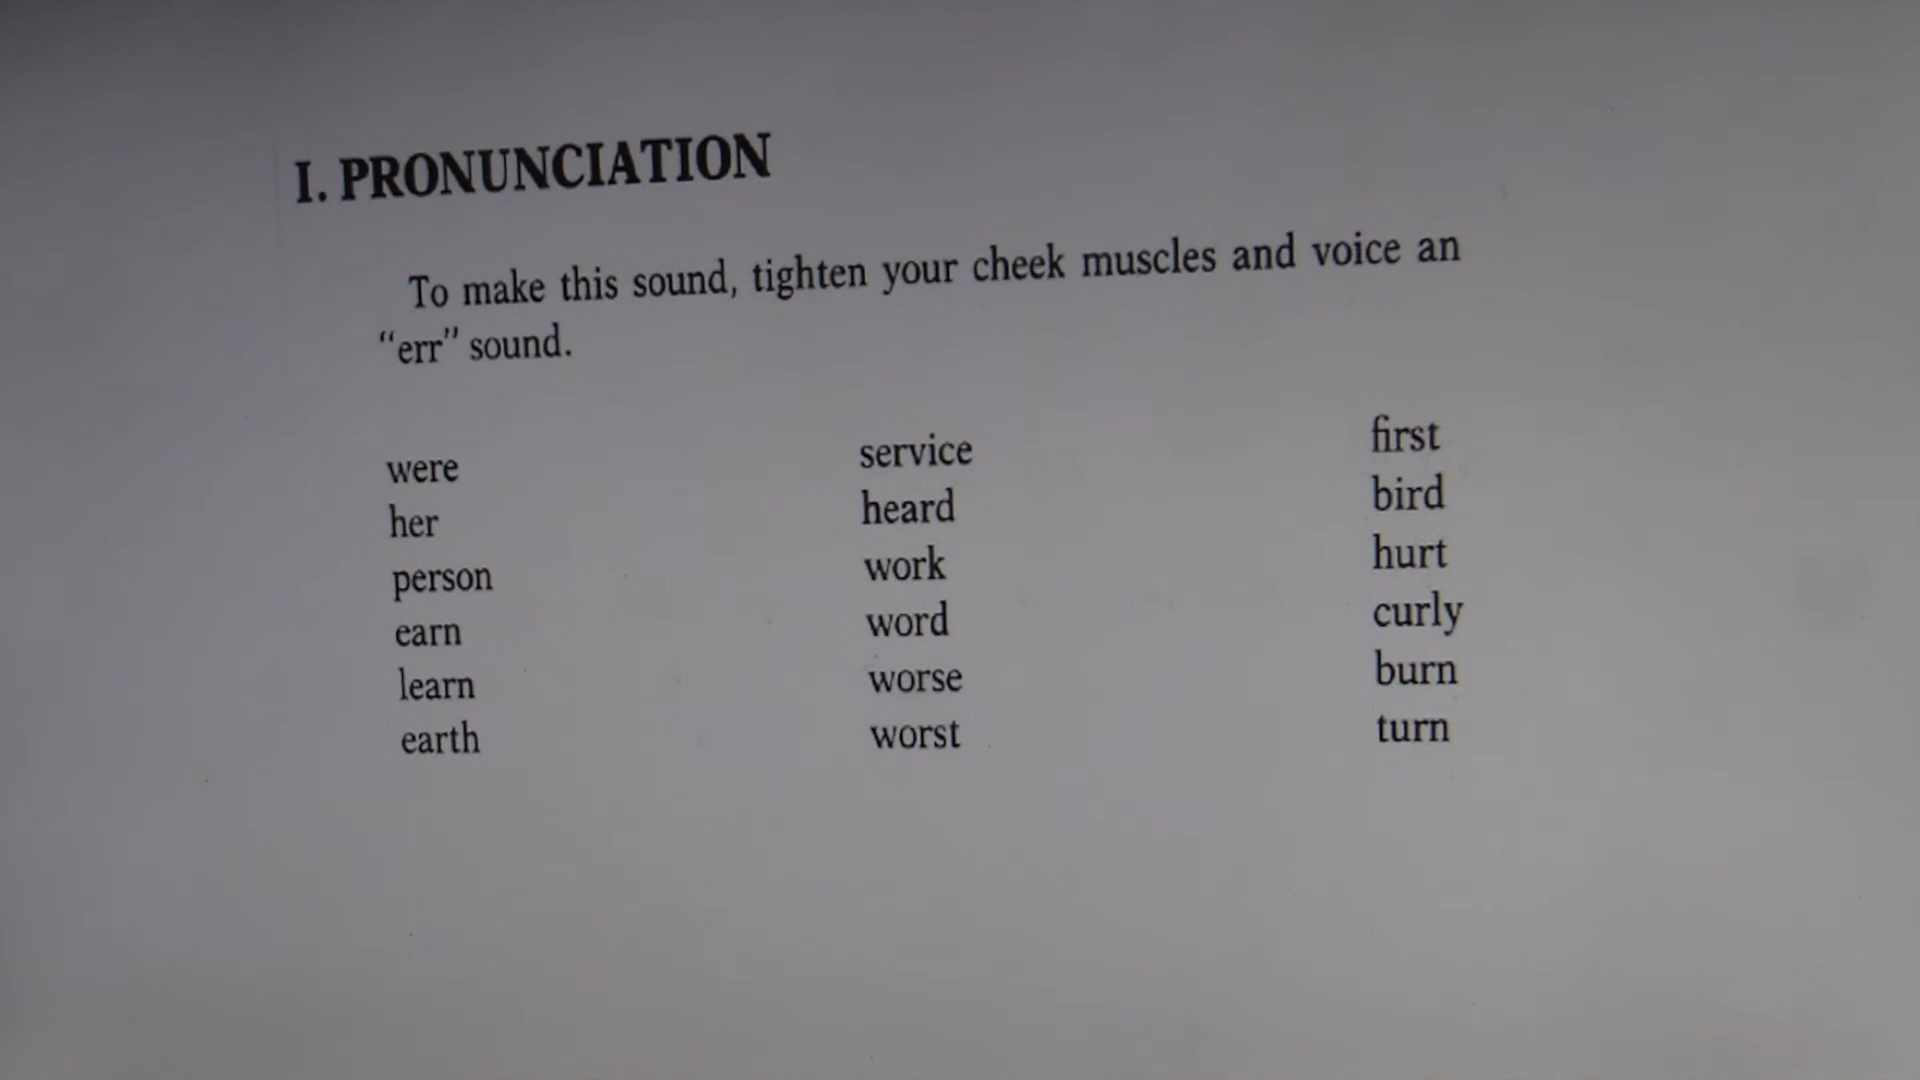 I. PRONUNCIATION
To make this sound, tighten your cheek muscles and voice an
“err” sound.
were service first
her heard bird
person work hurt
earn word curly
learn worse burn
earth worst turn